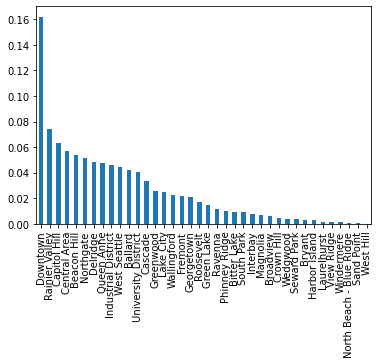 0.16
0.14
0.12
0.10
0.08
0.06
0.04
0.02
0.00
Downtown
Rainier Valley
Capitol Hill
Central Area
Beacon Hill
Northgate
Delridge
Queen Anne
Industrial District
West Seattle
Ballard
University District
Cascade
Greenwood
Lake City
Wallingford
Fremont
Georgetown
Roosevelt
Green Lake
Ravenna
Phinney Ridge
Bitter Lake
South Park
Interbay
Magnolia
Broadview
Crown Hill
Wedgwood
Seward Park
Bryant
Harbor Island
Laurelhurst
View Ridge
Windermere
North Beach - Blue Ridge
Sand Point
West Hill